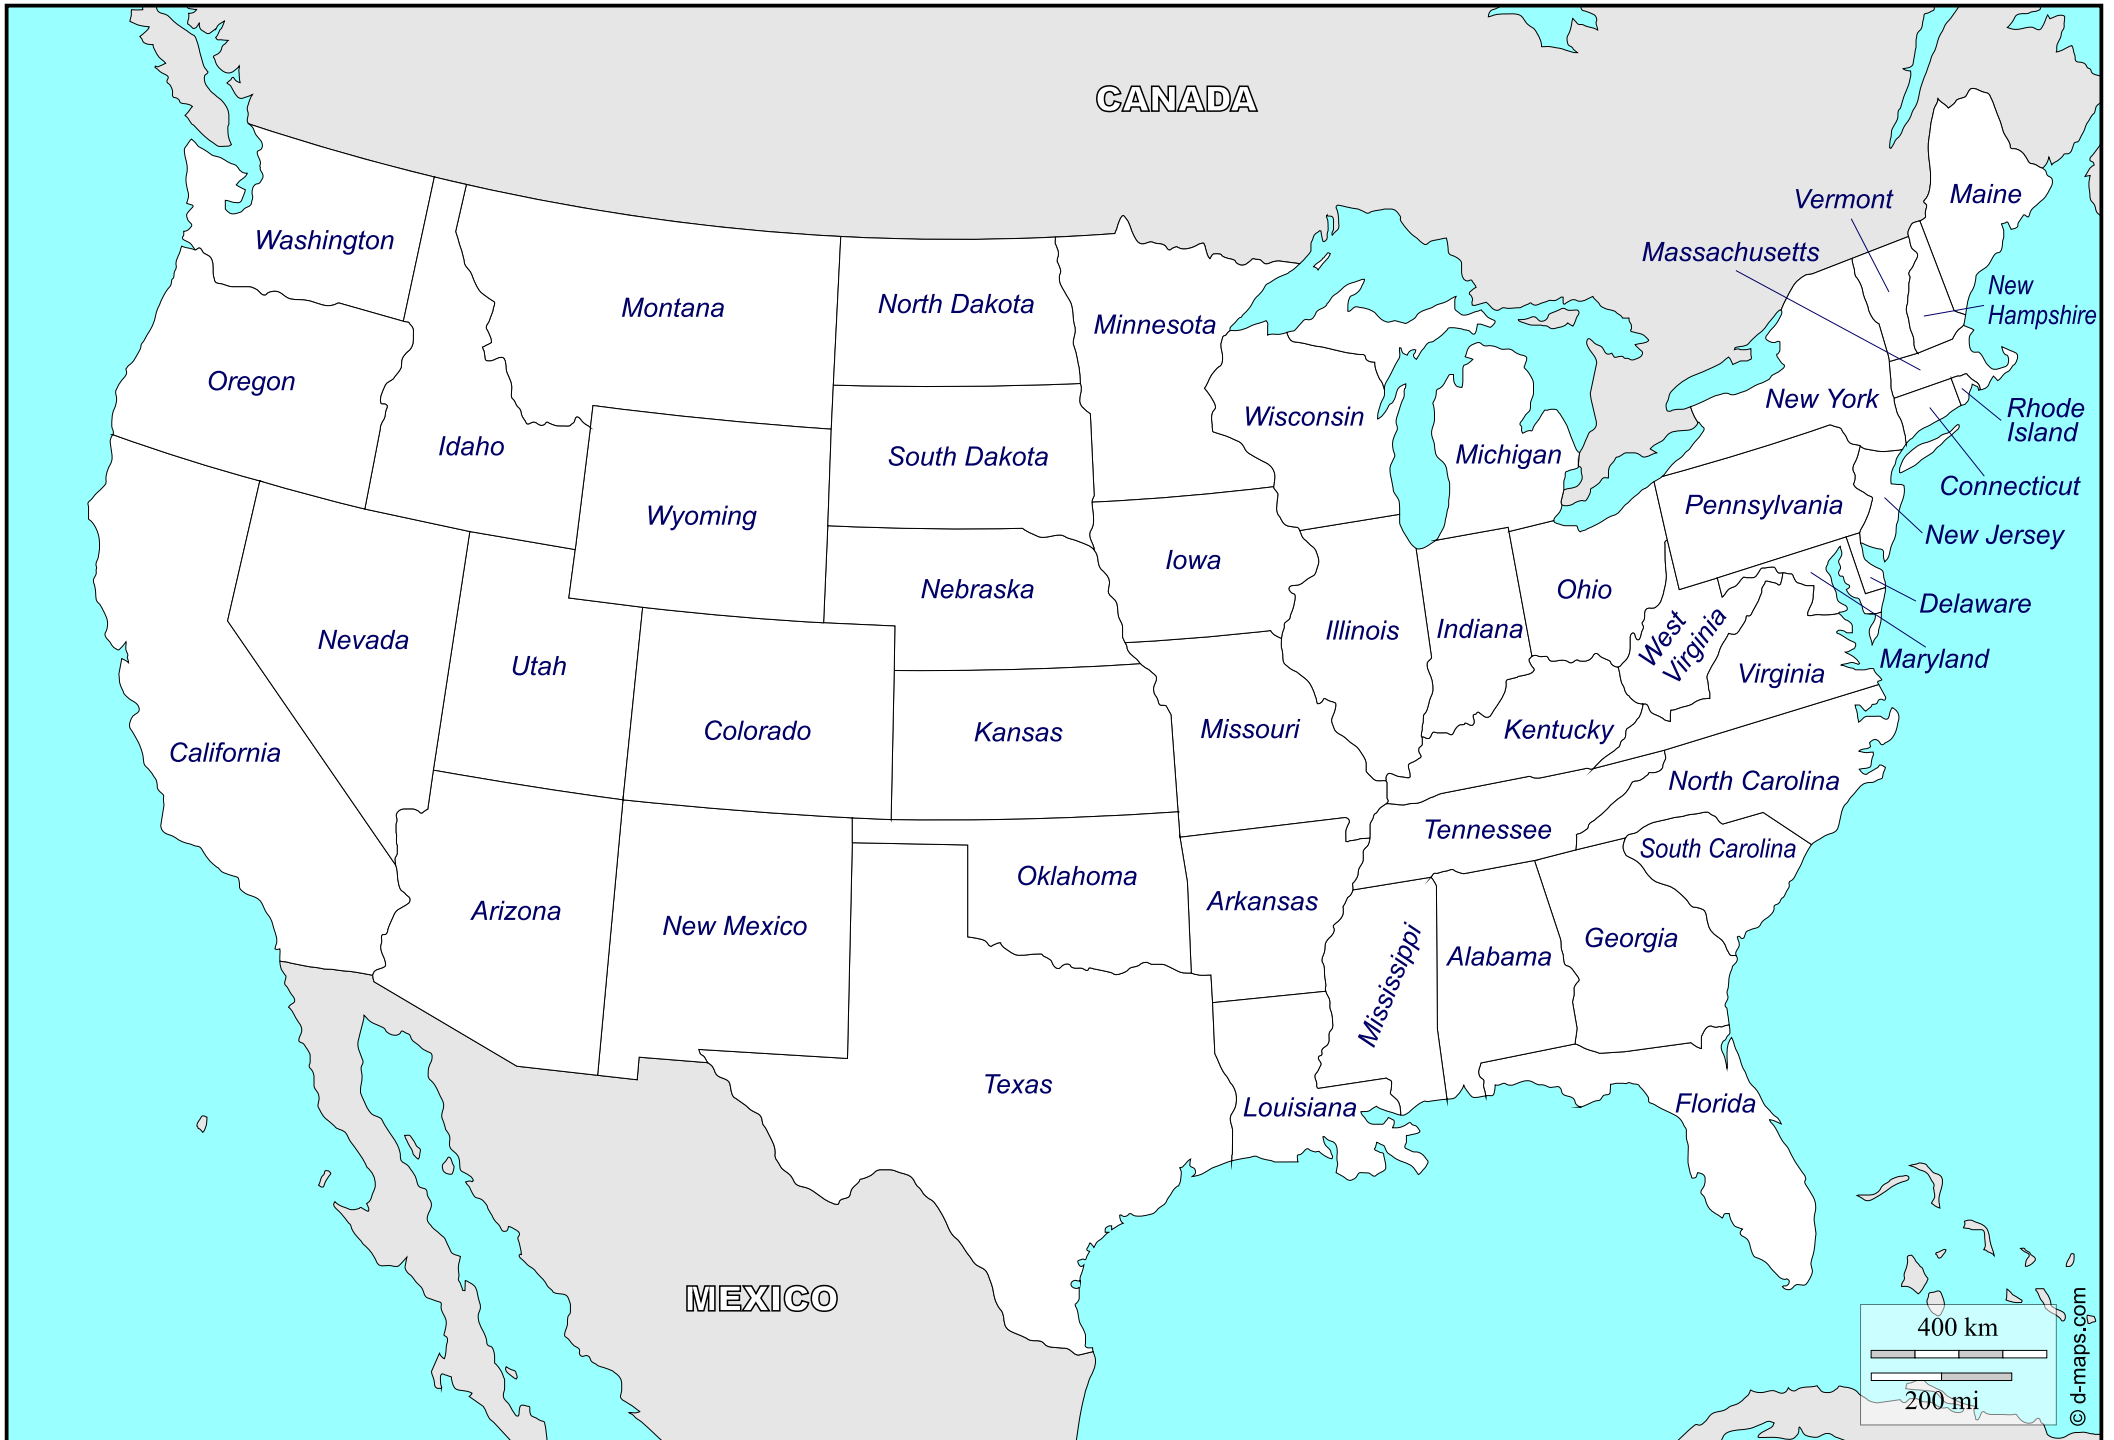 CANADA
Vermont
Maine
Massachusetts
Washington
New
Hampshire
Montana
North Dakota
Minnesota
Oregon
New York
Rhode
Island
Wisconsin
Idaho
South Dakota
Michigan
Connecticut
Pennsylvania
Wyoming
New Jersey
Iowa
Nebraska
Ohio
Delaware
Nevada
Illinois
Indiana
West
Virginia
Maryland
Utah
Virginia
Colorado
Kansas
Missouri
Kentucky
California
North Carolina
Tennessee
South Carolina
Oklahoma
Arkansas
Arizona
New Mexico
Georgia
Alabama
Mississippi
Texas
Louisiana
Florida
MEXICO
400 km
200 mi
© d-maps.com